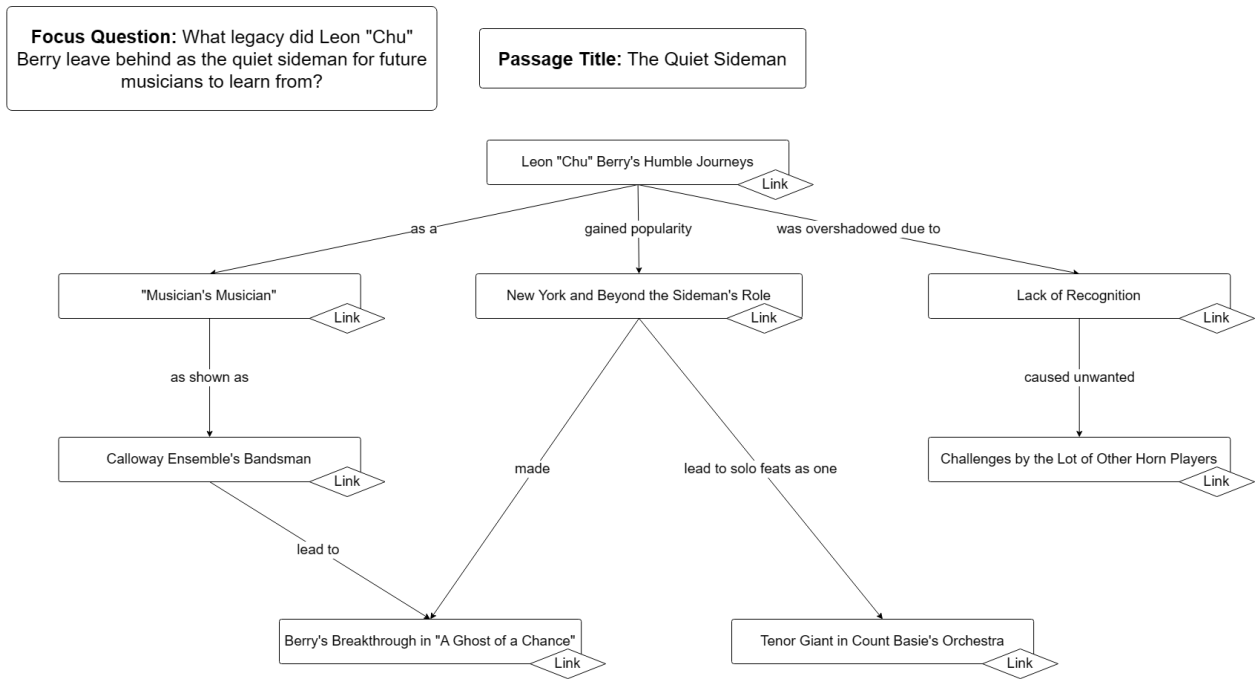 Focus Question: What legacy did Leon "Chu"
Berry leave behind as the quiet sideman for future
musicians to learn from?
Passage Title: The Quiet Sideman
Leon "Chu" Berry's Humble Journeys
Link
as a
gained popularity
was overshadowed due to
"Musician's Musician"
Link
New York and Beyond the Sideman's Role
Link
Lack of Recognition
Link
as shown as
caused unwanted
Calloway Ensemble's Bandsman
Link
made
lead to solo feats as one
Challenges by the Lot of Other Horn Players
Link
lead to
Berry's Breakthrough in "A Ghost of a Chance"
Link
Tenor Giant in Count Basie's Orchestra
Link